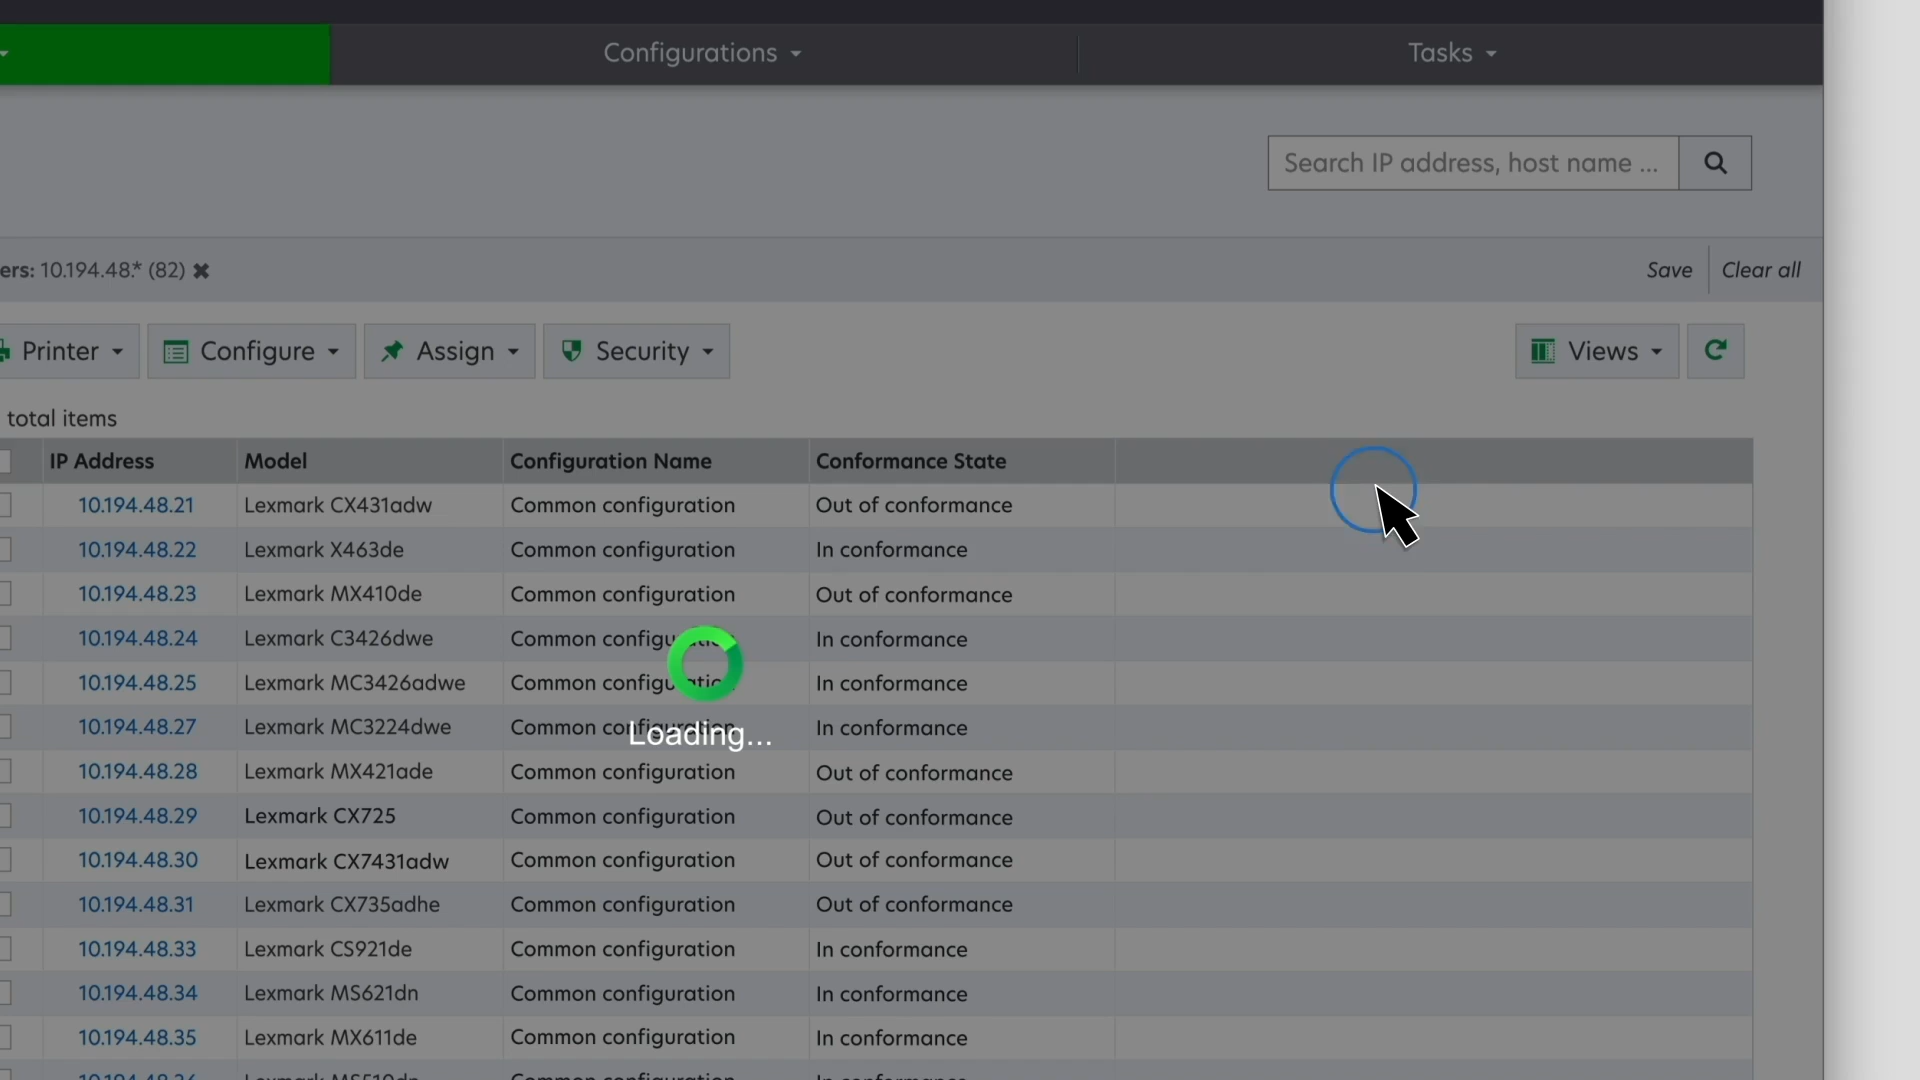 Configurations
Tasks
Search IP address, host name ...
ers: 10.194.48.* (82)
Save
Clear all
Printer
Configure
Assign
Security
Views
total items
IP Address Model Configuration Name Conformance State
10.194.48.21 Lexmark CX431adw Common configuration Out of conformance
10.194.48.22 Lexmark X463de Common configuration In conformance
10.194.48.23 Lexmark MX410de Common configuration Out of conformance
10.194.48.24 Lexmark C3426dwe Common configuration In conformance
10.194.48.25 Lexmark MC3426adwe Common configuration In conformance
10.194.48.27 Lexmark MC3224dwe Common configuration In conformance
Loading...
10.194.48.28 Lexmark MX421ade Common configuration Out of conformance
10.194.48.29 Lexmark CX725 Common configuration Out of conformance
10.194.48.30 Lexmark CX7431adw Common configuration Out of conformance
10.194.48.31 Lexmark CX735adhe Common configuration Out of conformance
10.194.48.33 Lexmark CS921de Common configuration In conformance
10.194.48.34 Lexmark MS621dn Common configuration In conformance
10.194.48.35 Lexmark MX611de Common configuration In conformance